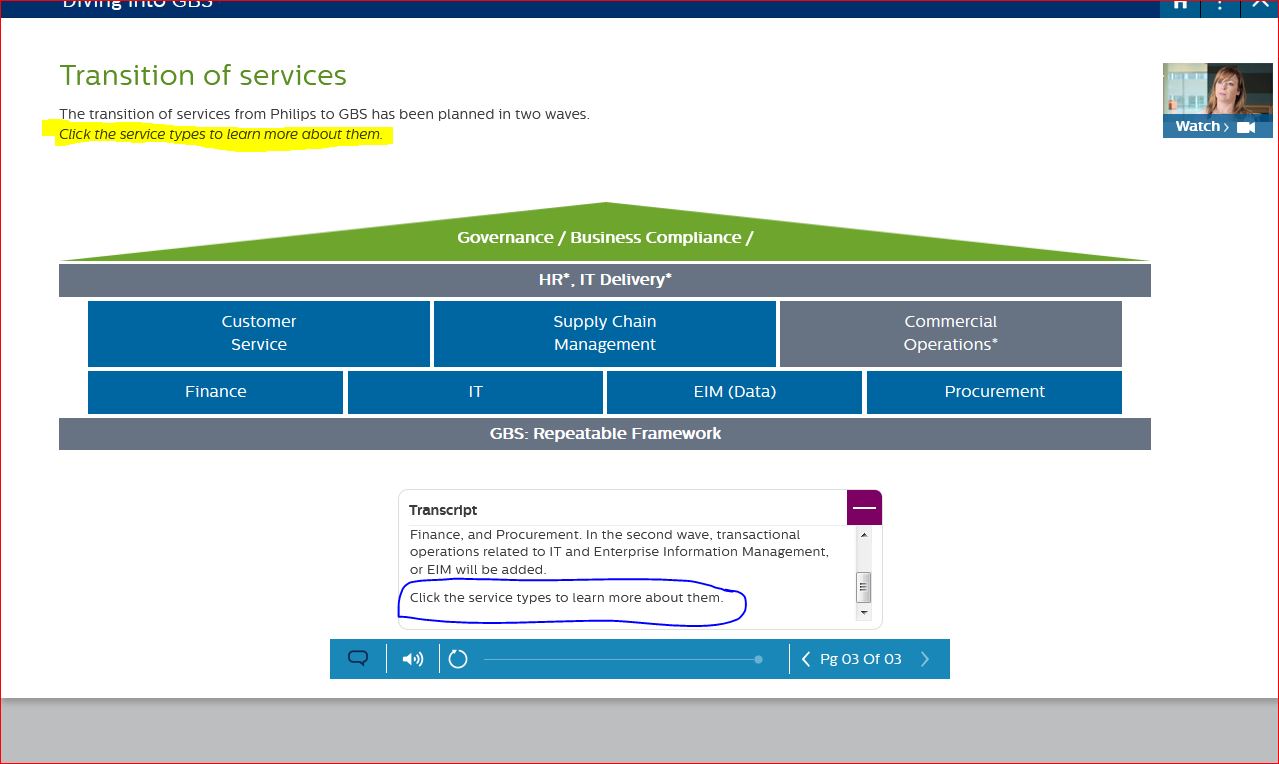 Diving into GBS
Transition of services
The transition of services from Philips to GBS has been planned in two waves.
Click the service types to learn more about them.
Watch ›
Governance / Business Compliance /
HR*, IT Delivery*
Customer
Service
Supply Chain
Management
Commercial
Operations*
Finance
IT
EIM (Data)
Procurement
GBS: Repeatable Framework
Transcript
Finance, and Procurement. In the second wave, transactional
operations related to IT and Enterprise Information Management,
or EIM will be added.
Click the service types to learn more about them.
Pg 03 Of 03